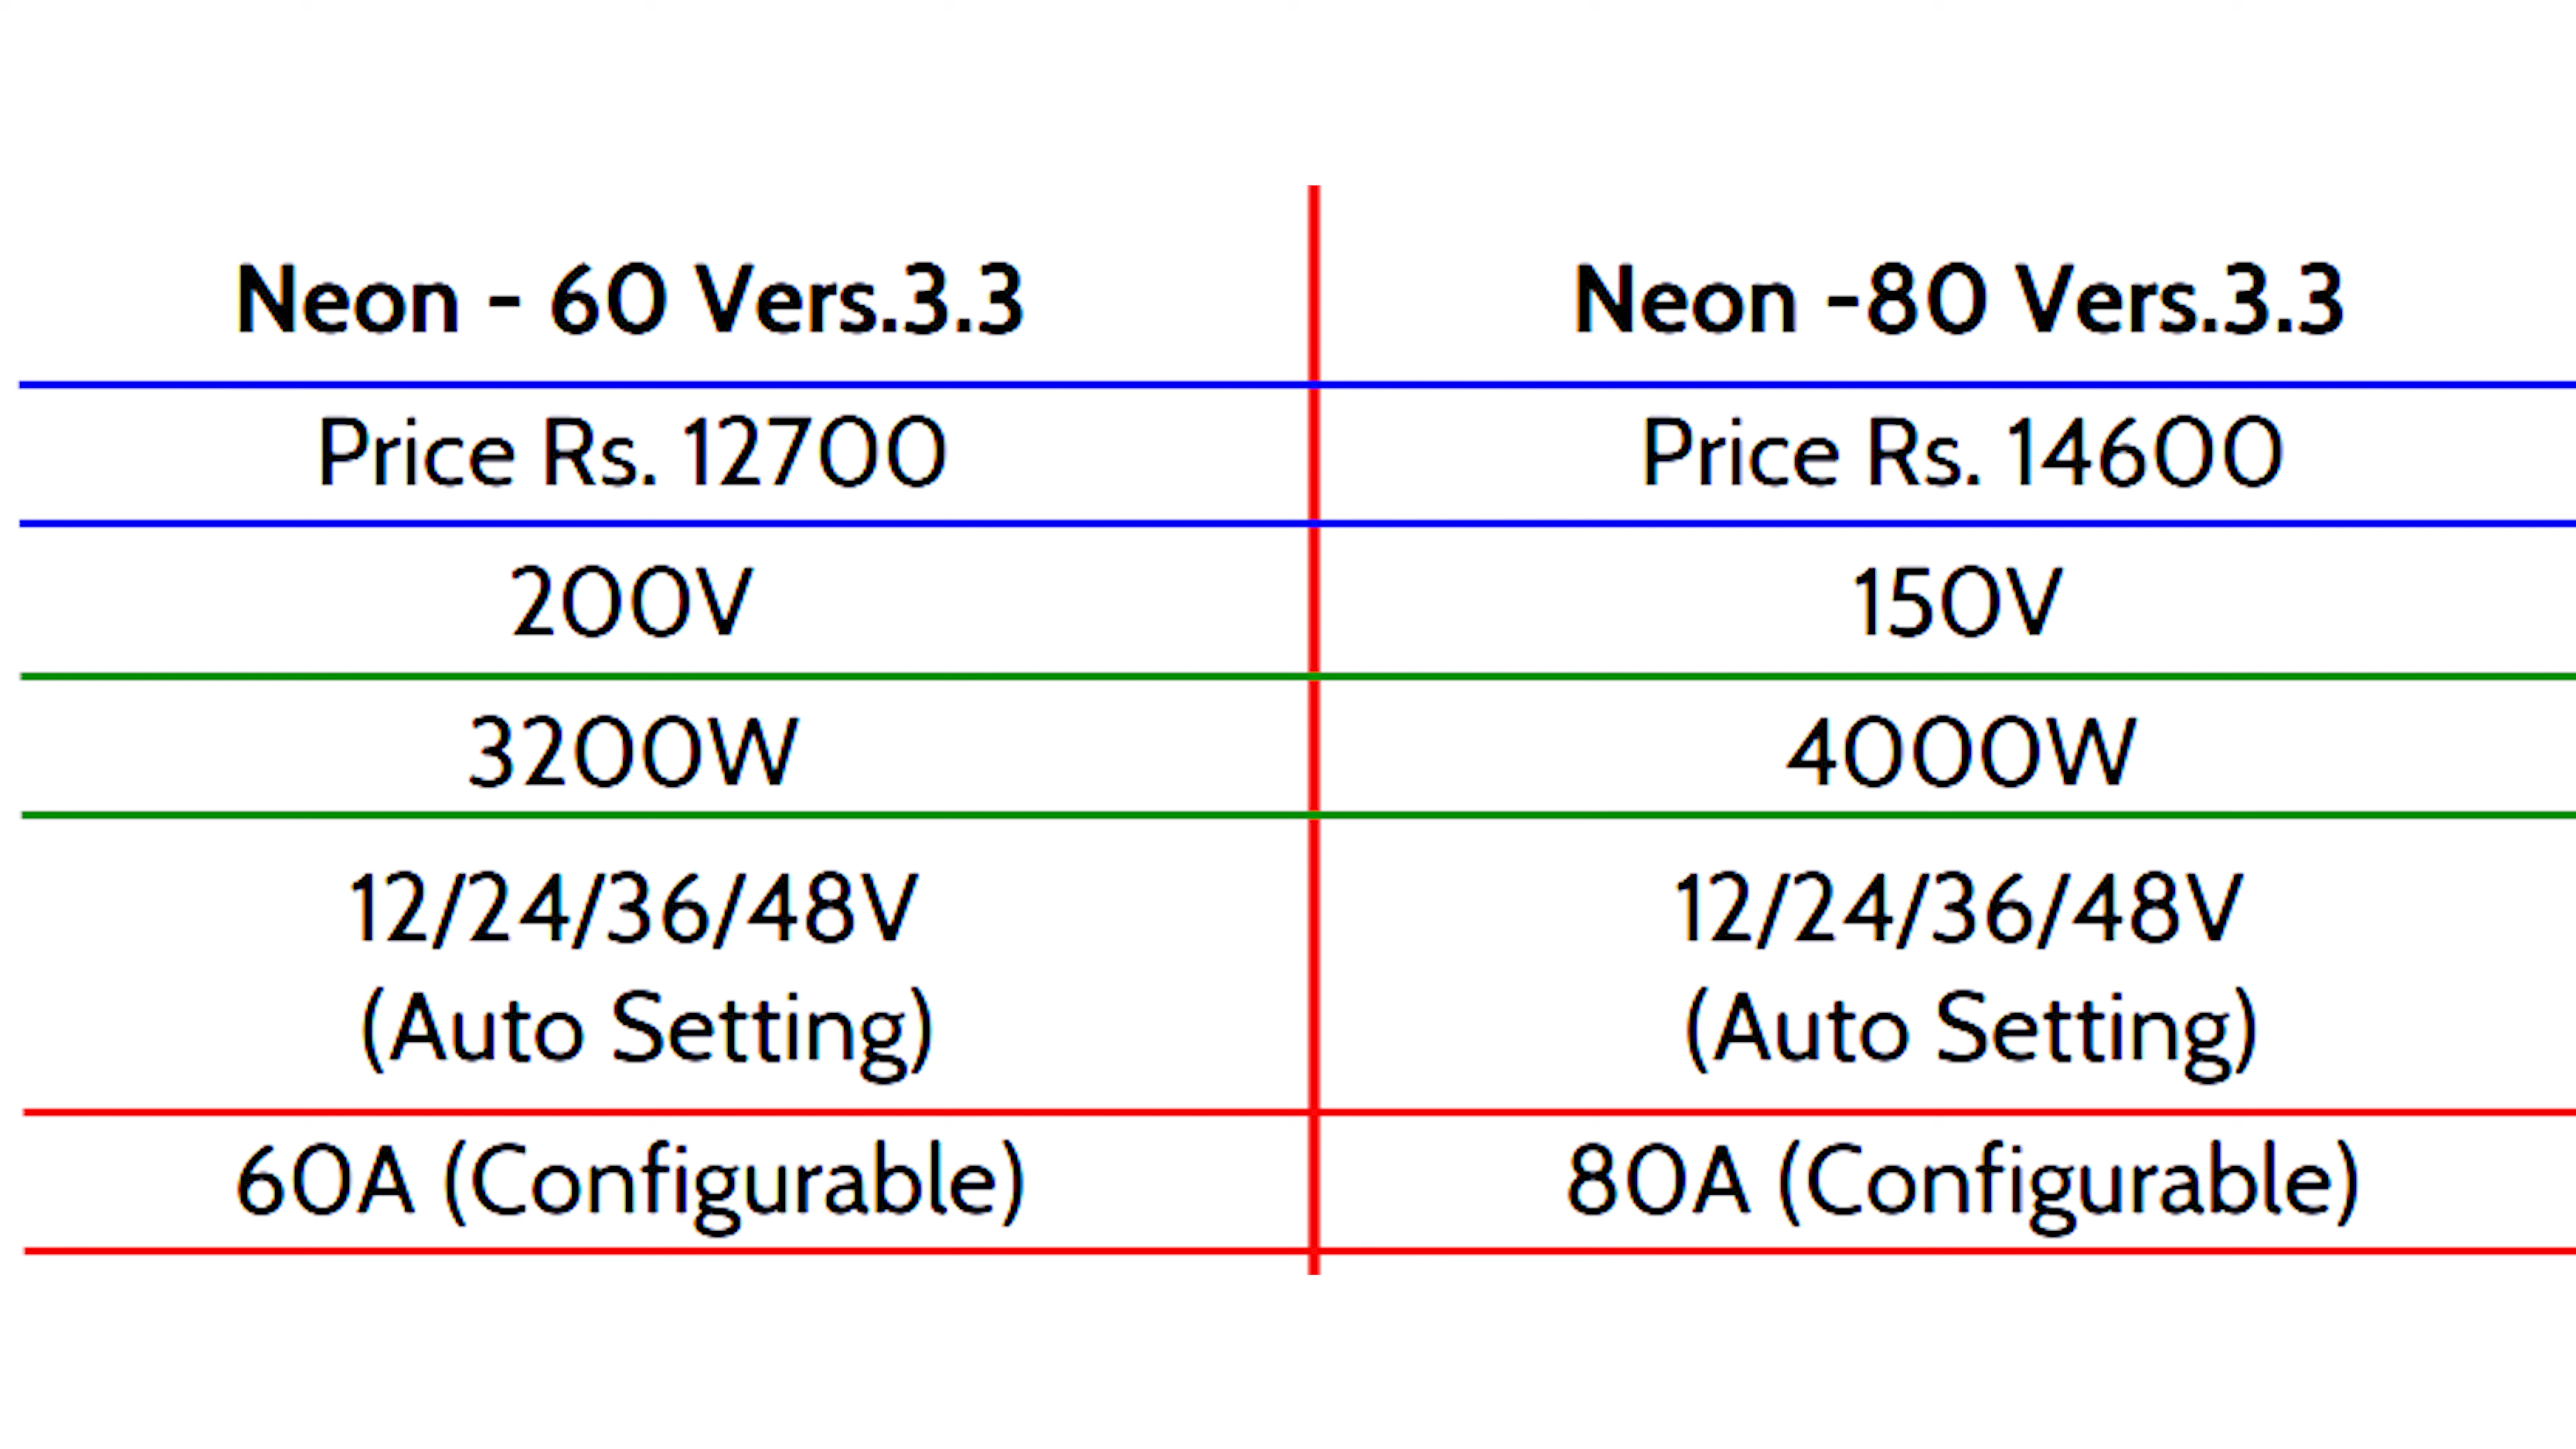 Neon - 60 Vers.3.3
Neon -80 Vers.3.3
Price Rs. 12700
Price Rs. 14600
200V
150V
3200W
4000W
12/24/36/48V
(Auto Setting)
12/24/36/48V
(Auto Setting)
60A (Configurable)
80A (Configurable)